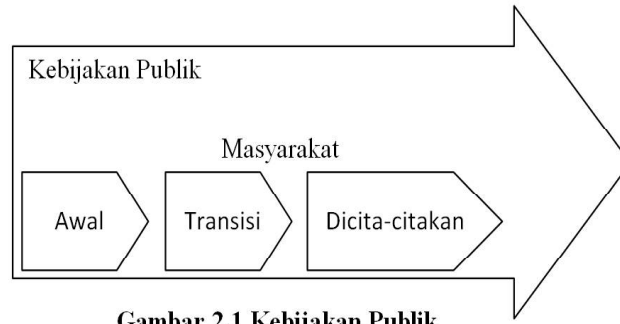 Kebijakan Publik
Masyarakat
Awal
Transisi
Dicita-citakan
Gambar 2.1 Kebijakan Publik